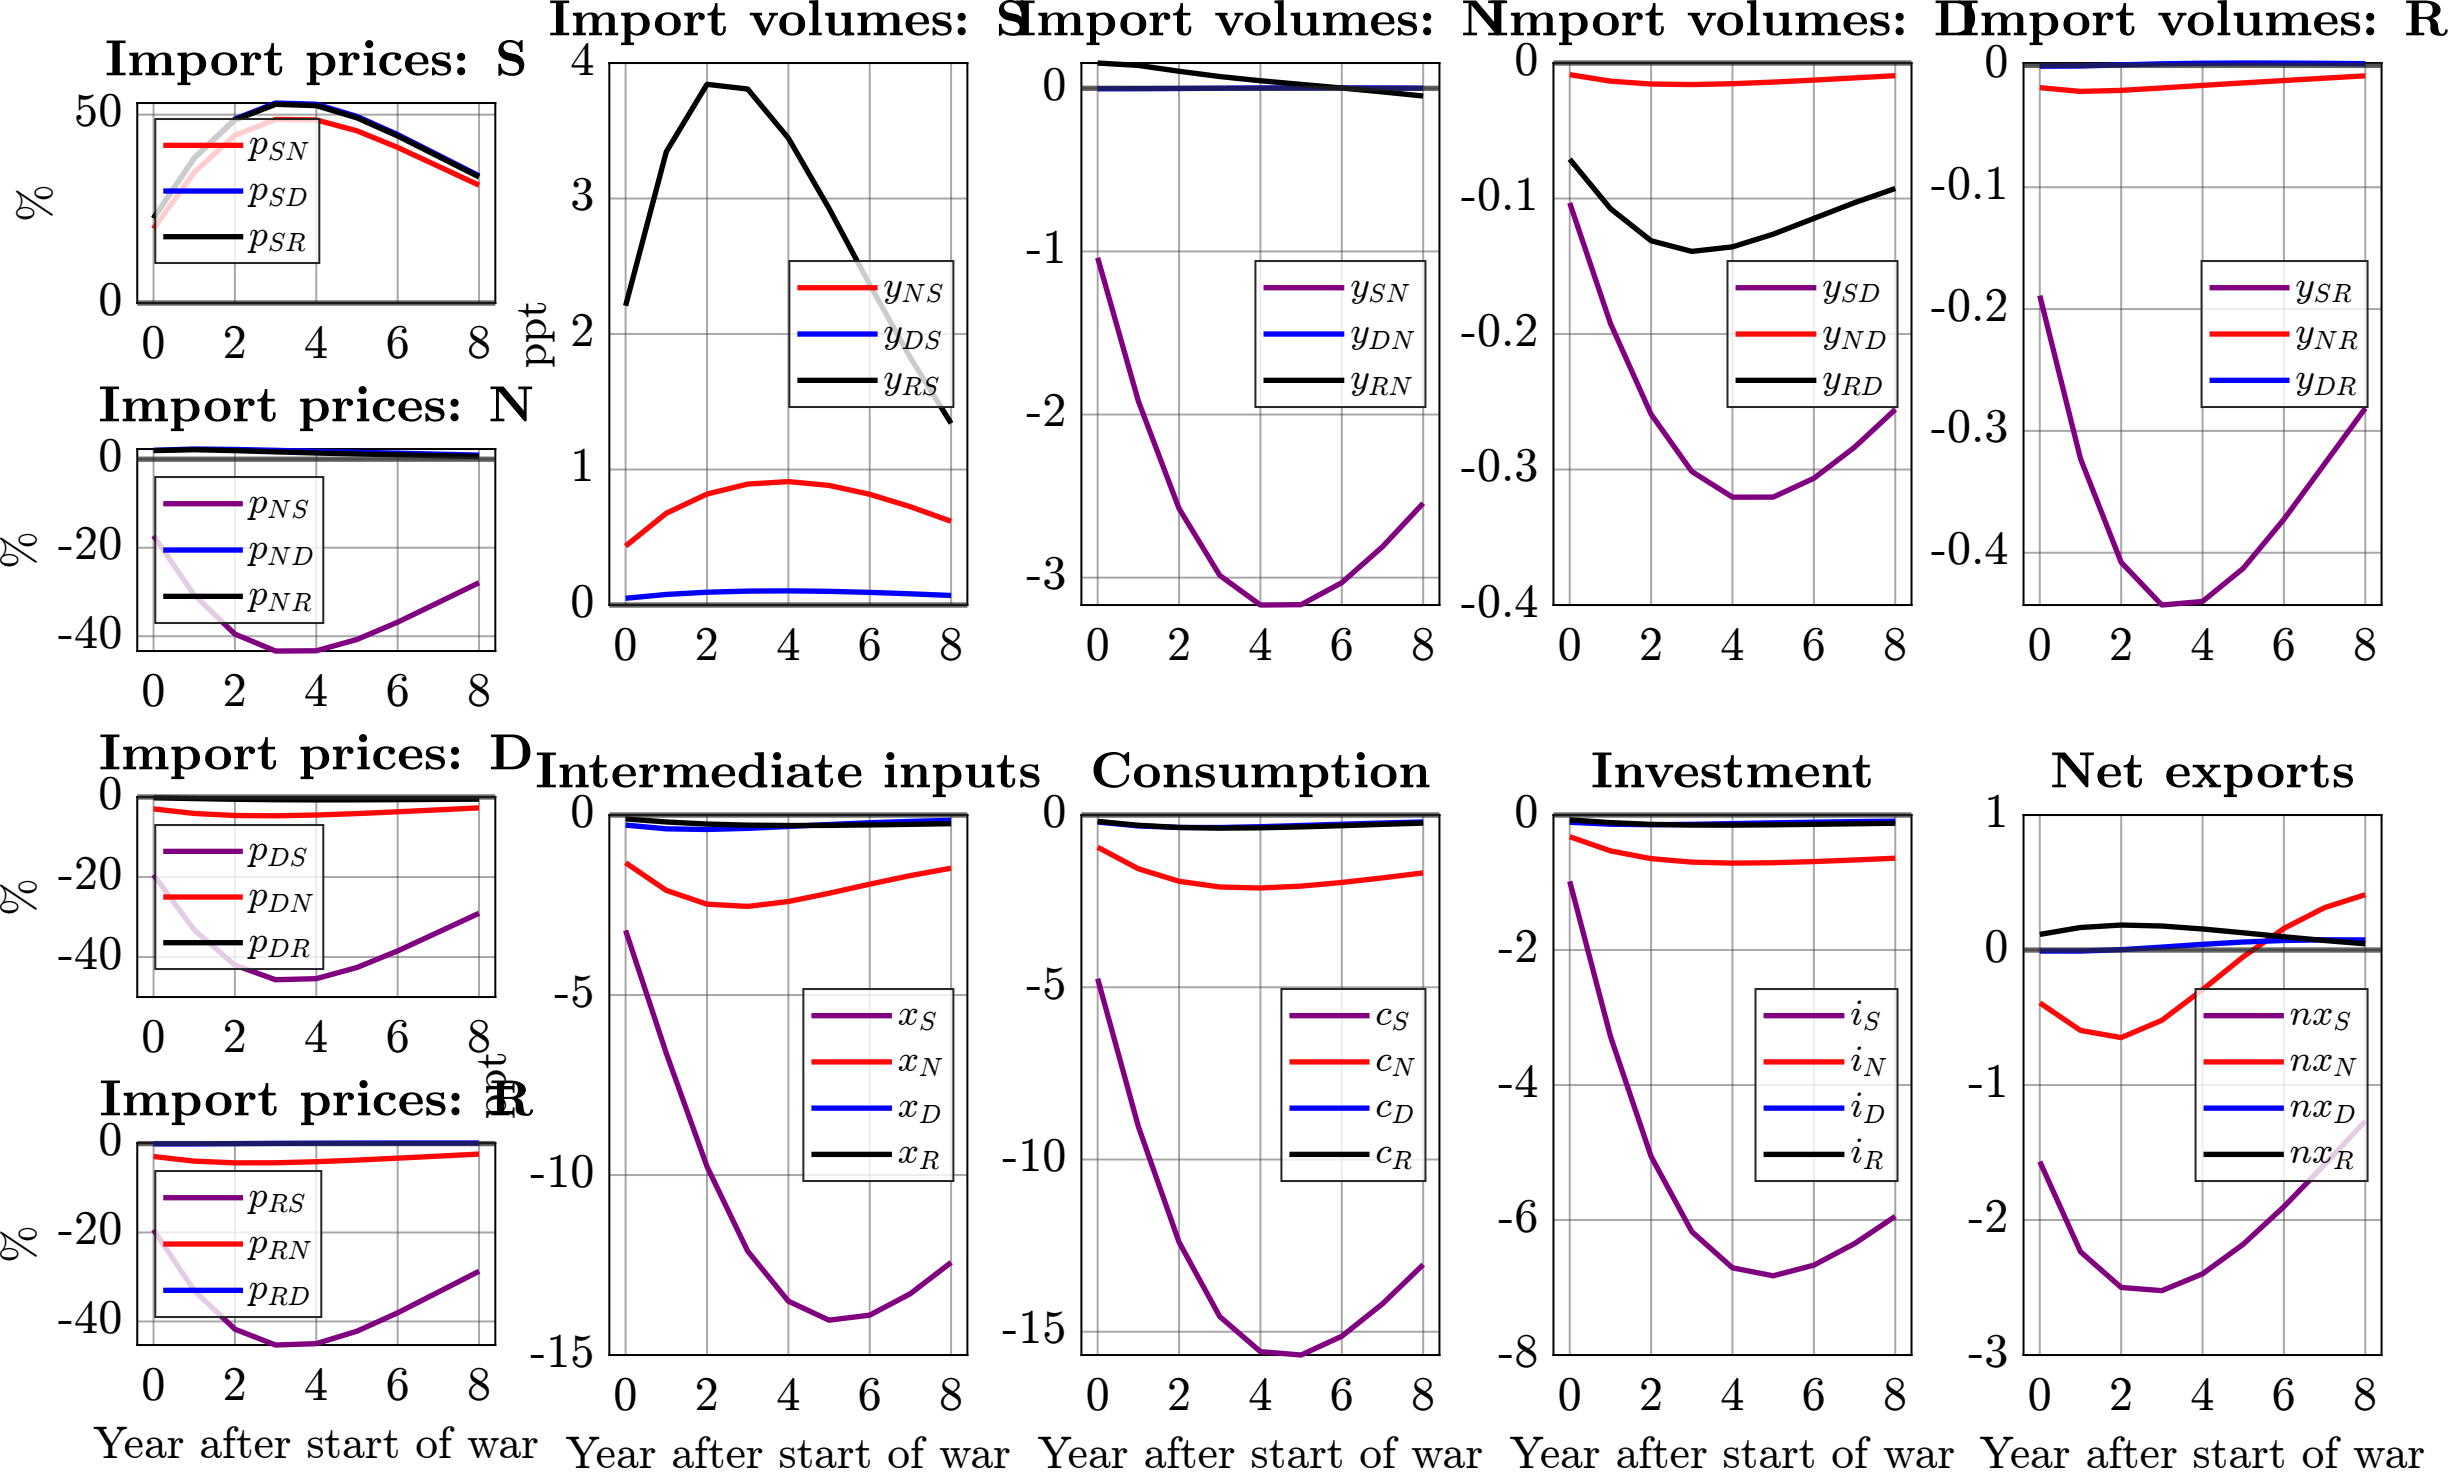 Import prices: S
%
50
0
p_SN
p_SD
p_SR
0 2 4 6 8
Import prices: N
%
0
-20
-40
p_NS
p_ND
p_NR
0 2 4 6 8
Import prices: D
%
0
-20
-40
p_DS
p_DN
p_DR
0 2 4 6 8
Import prices: R
%
0
-20
-40
p_RS
p_RN
p_RD
0 2 4 6 8
Year after start of war
Import volumes: S
ppt
4
3
2
1
0
y_NS
y_DS
y_RS
0 2 4 6 8
Import volumes: N
0
-1
-2
-3
y_SN
y_DN
y_RN
0 2 4 6 8
Import volumes: D
0
-0.1
-0.2
-0.3
-0.4
y_SD
y_ND
y_RD
0 2 4 6 8
Import volumes: R
0
-0.1
-0.2
-0.3
-0.4
y_SR
y_NR
y_DR
0 2 4 6 8
Intermediate inputs
ppt
0
-5
-10
-15
x_S
x_N
x_D
x_R
0 2 4 6 8
Year after start of war
Consumption
0
-5
-10
-15
c_S
c_N
c_D
c_R
0 2 4 6 8
Year after start of war
Investment
0
-2
-4
-6
-8
i_S
i_N
i_D
i_R
0 2 4 6 8
Year after start of war
Net exports
1
0
-1
-2
-3
nx_S
nx_N
nx_D
nx_R
0 2 4 6 8
Year after start of war